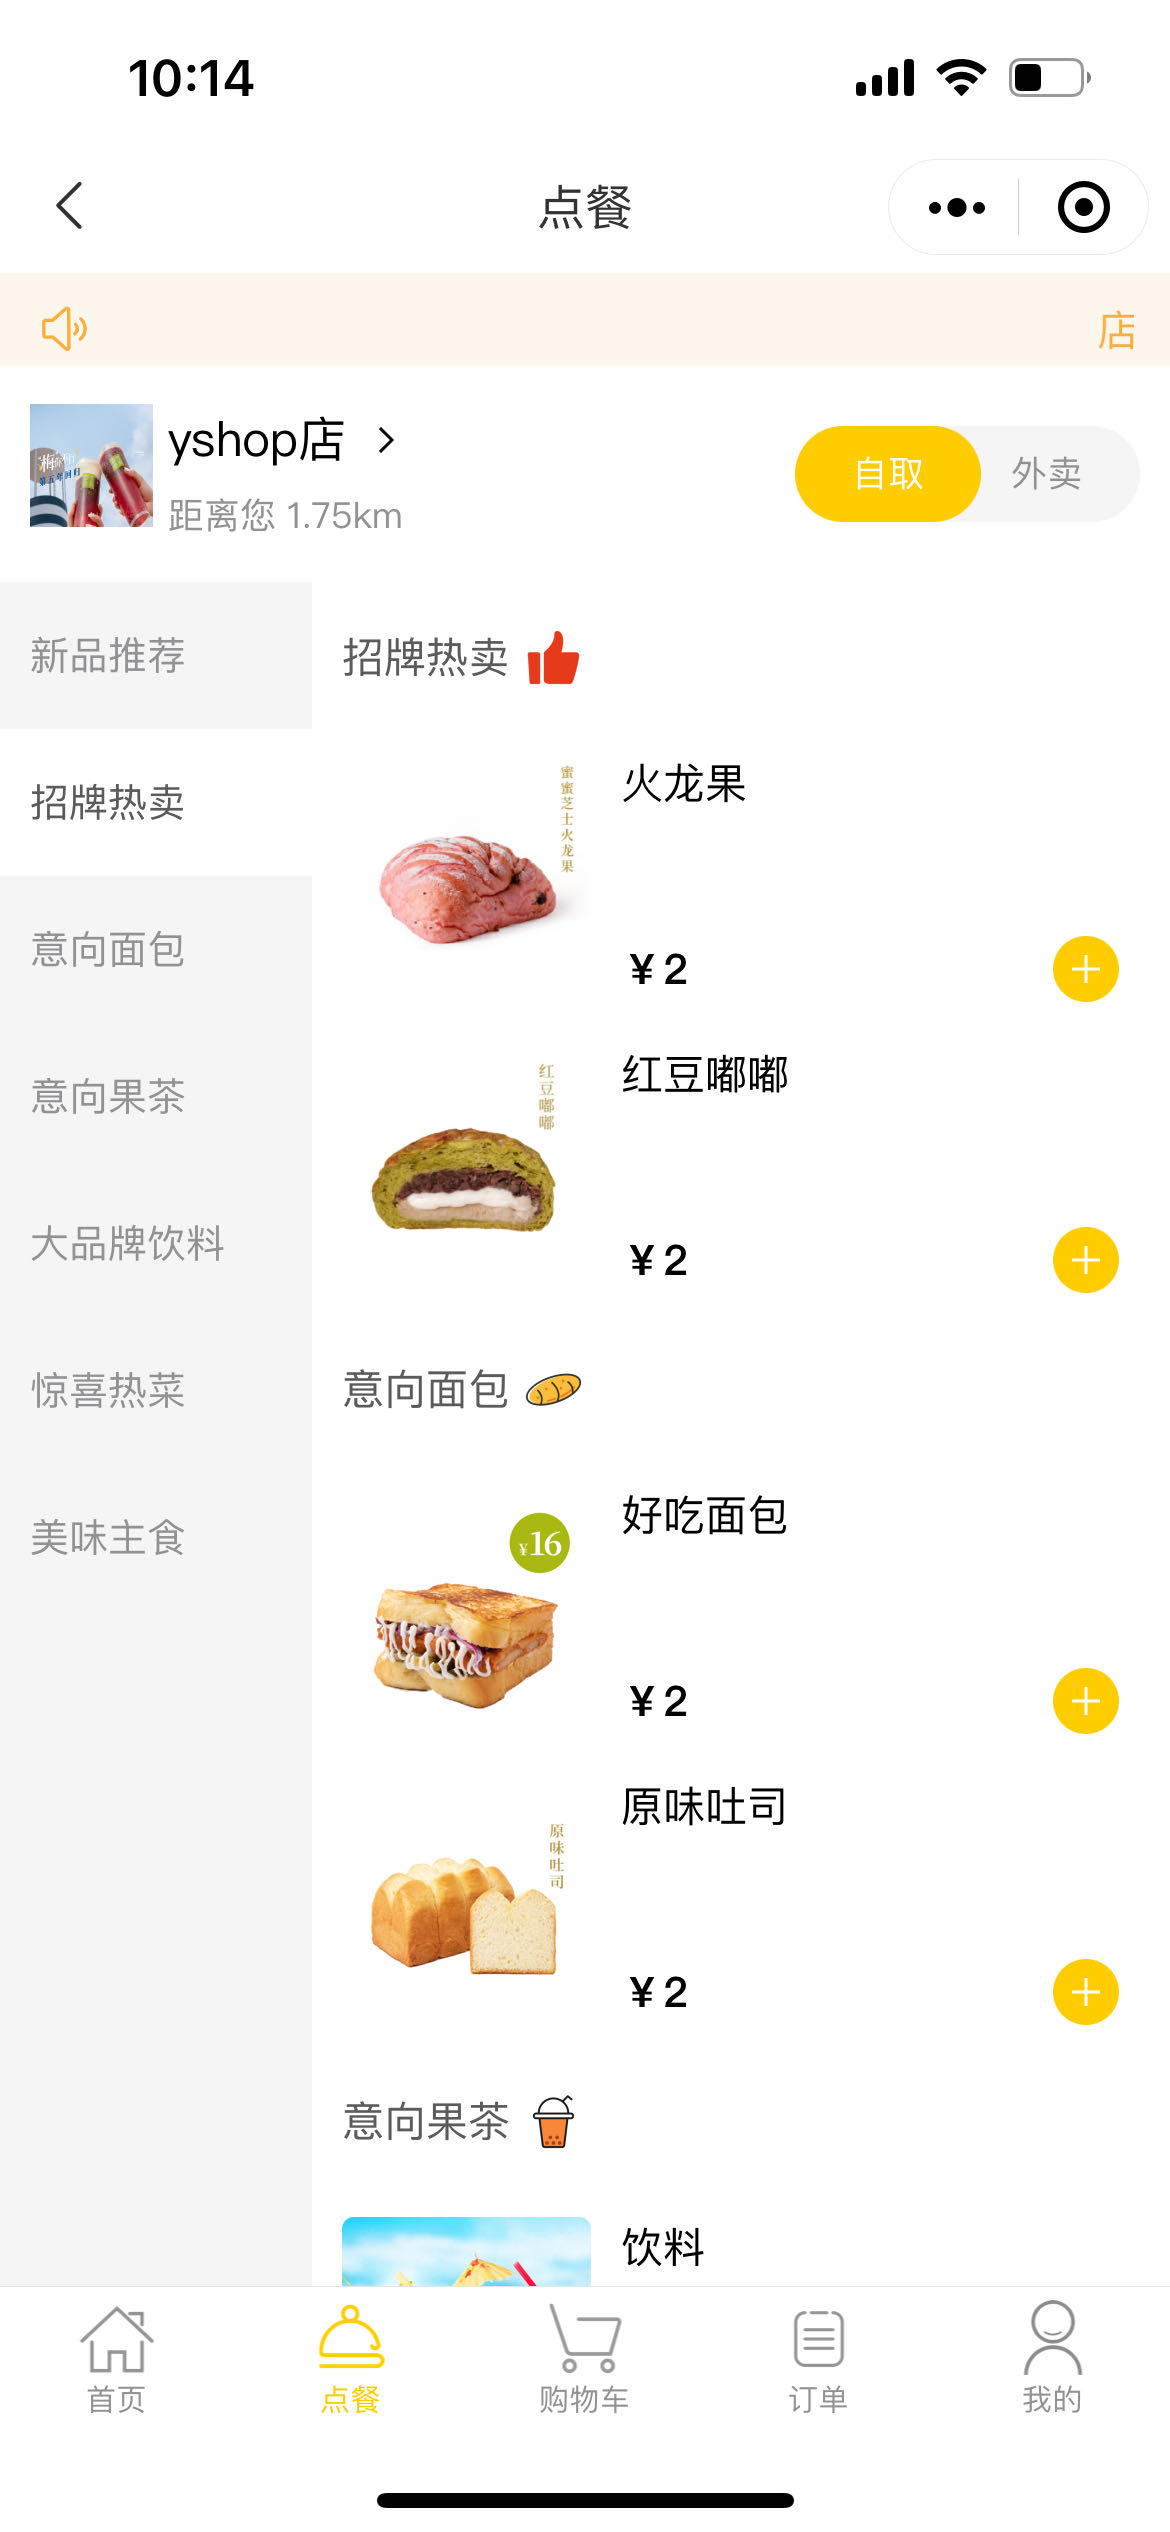 10:14
点餐
店
yshop店
距离您 1.75km
自取
外卖
新品推荐
招牌热卖
意向面包
意向果茶
大品牌饮料
惊喜热菜
美味主食
招牌热卖
蜜蜜芝士火龙果
火龙果
¥ 2
红豆嘟嘟
红豆嘟嘟
¥ 2
意向面包
¥16
好吃面包
¥ 2
原味吐司
原味吐司
¥ 2
意向果茶
饮料
首页
点餐
购物车
订单
我的